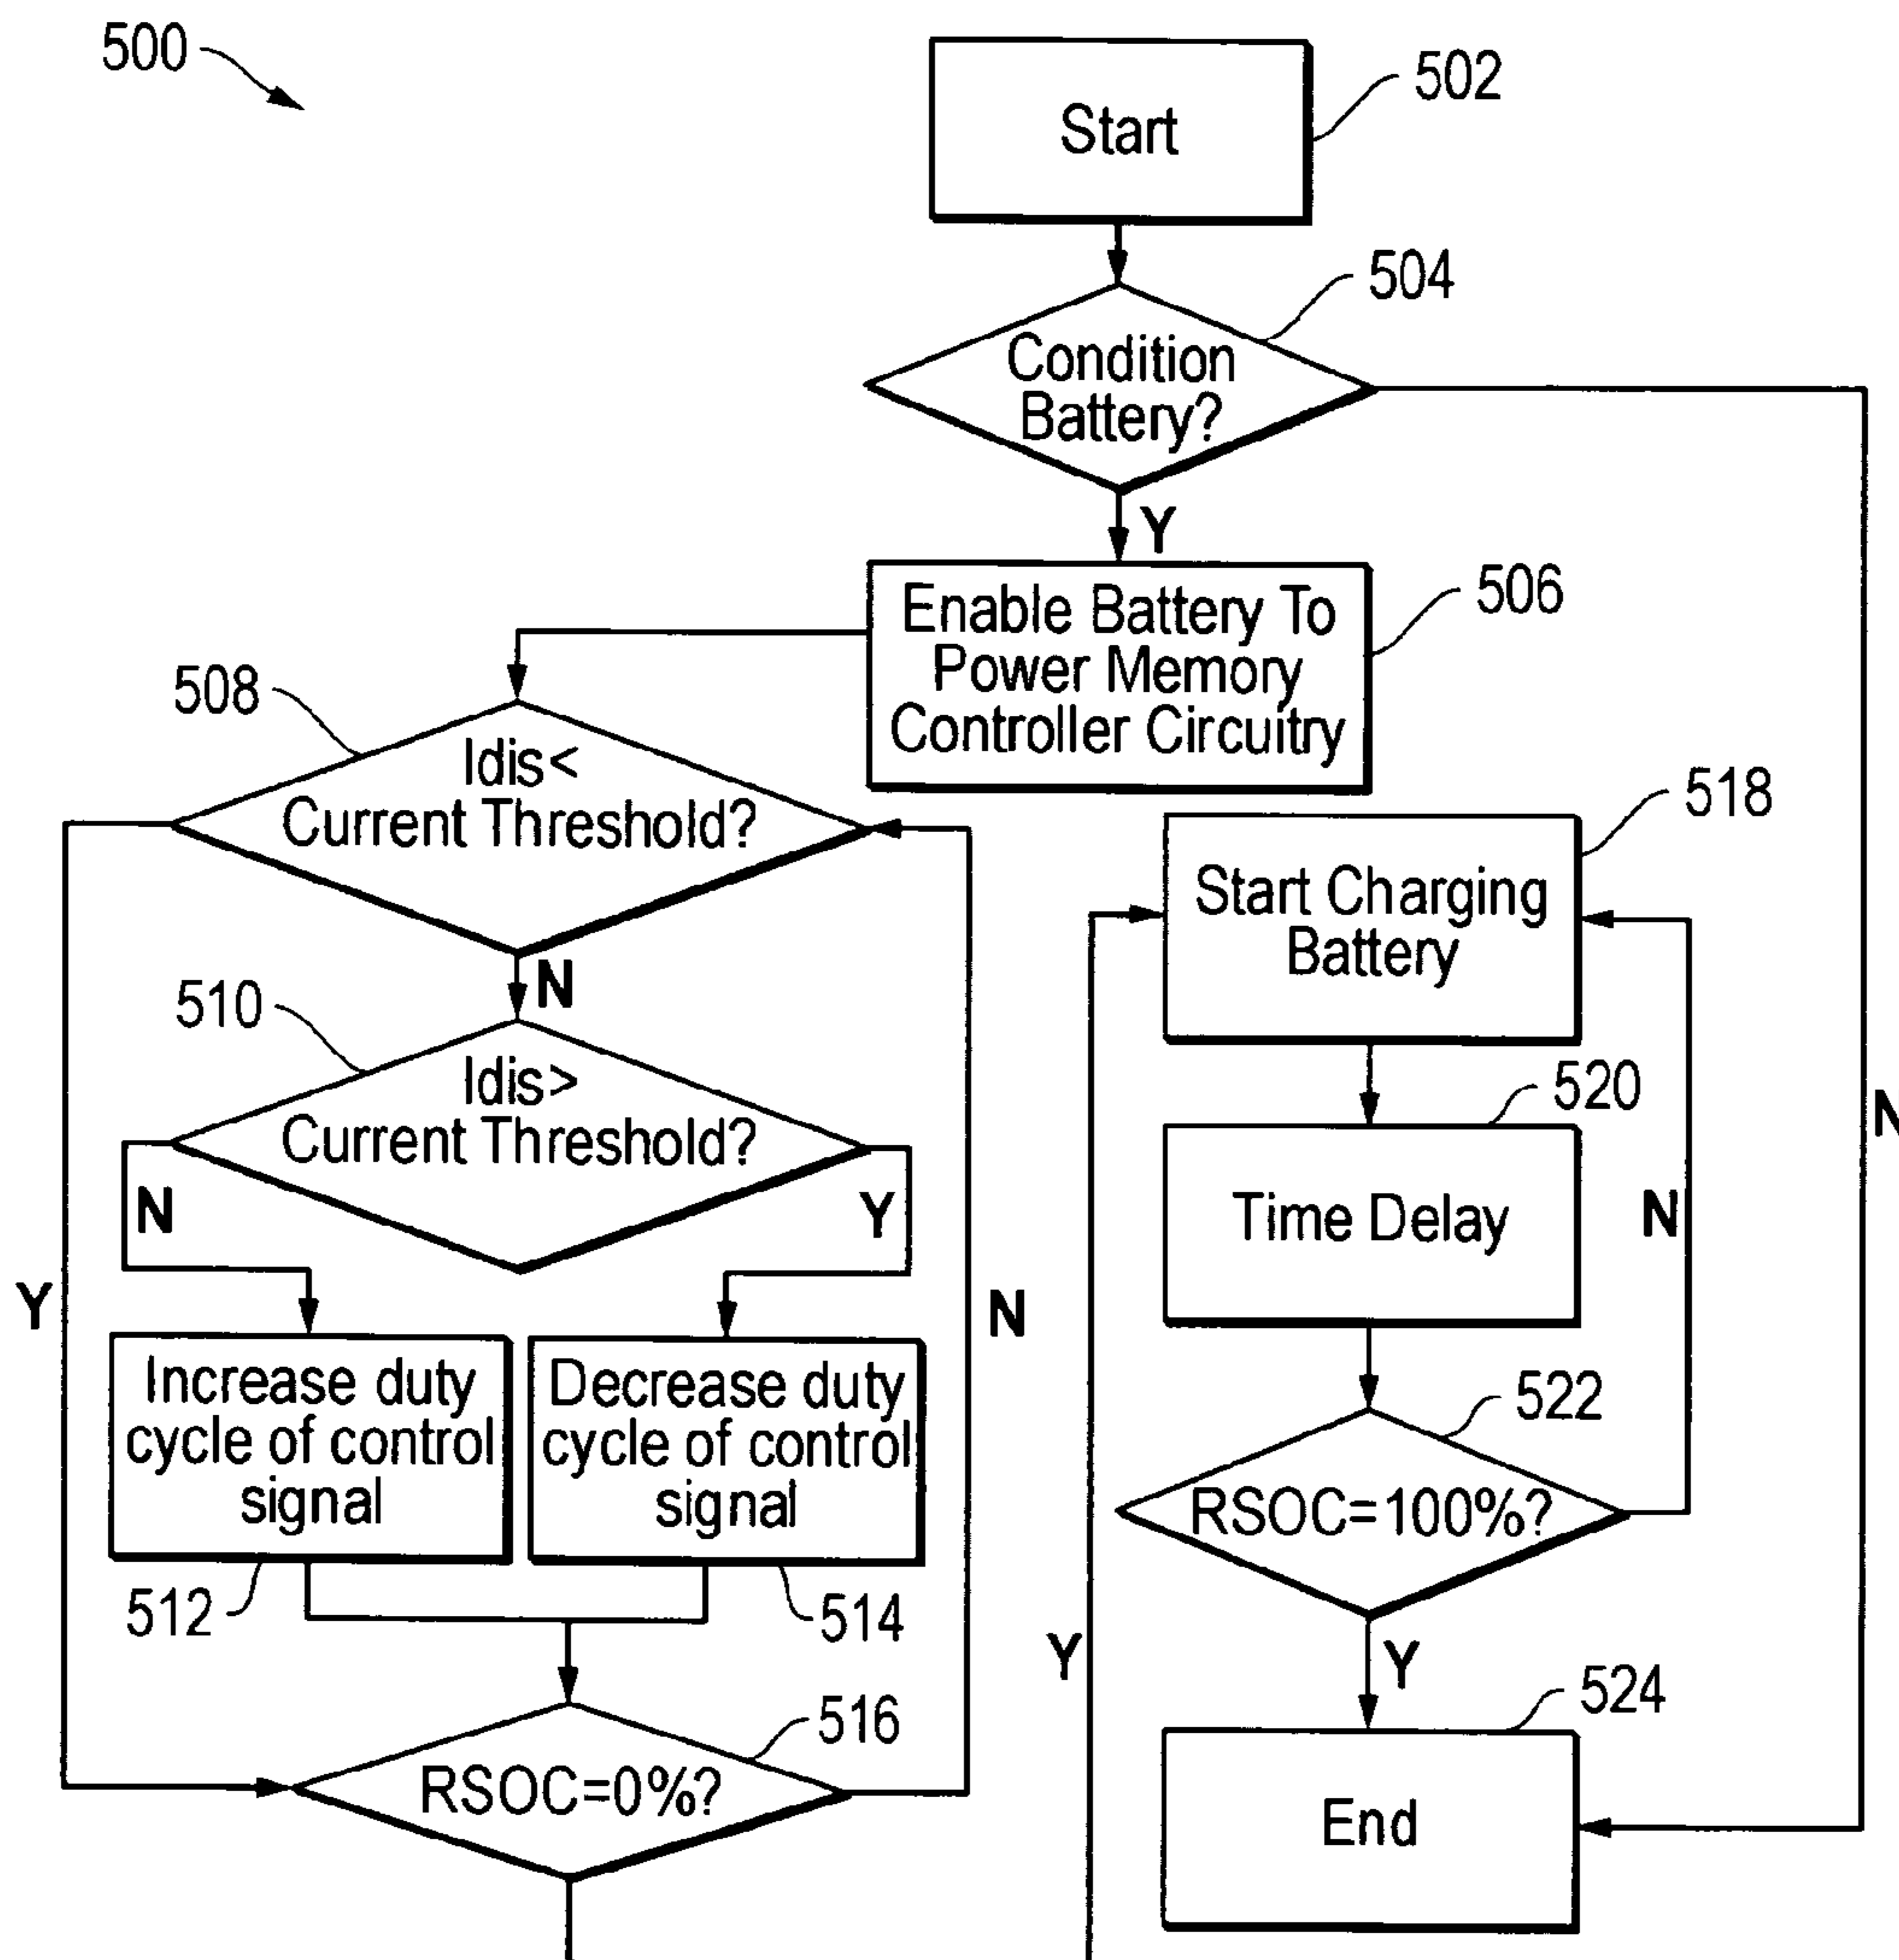 500
Start
502
Condition
Battery?
504
Y
N
Enable Battery To
Power Memory
Controller Circuitry
506
Idis<
Current Threshold?
508
Y
N
Idis>
Current Threshold?
510
N
Y
Increase duty
cycle of control
signal
512
Decrease duty
cycle of control
signal
514
RSOC=0%?
516
N
Y
Start Charging
Battery
518
Time Delay
520
RSOC=100%?
522
N
Y
End
524